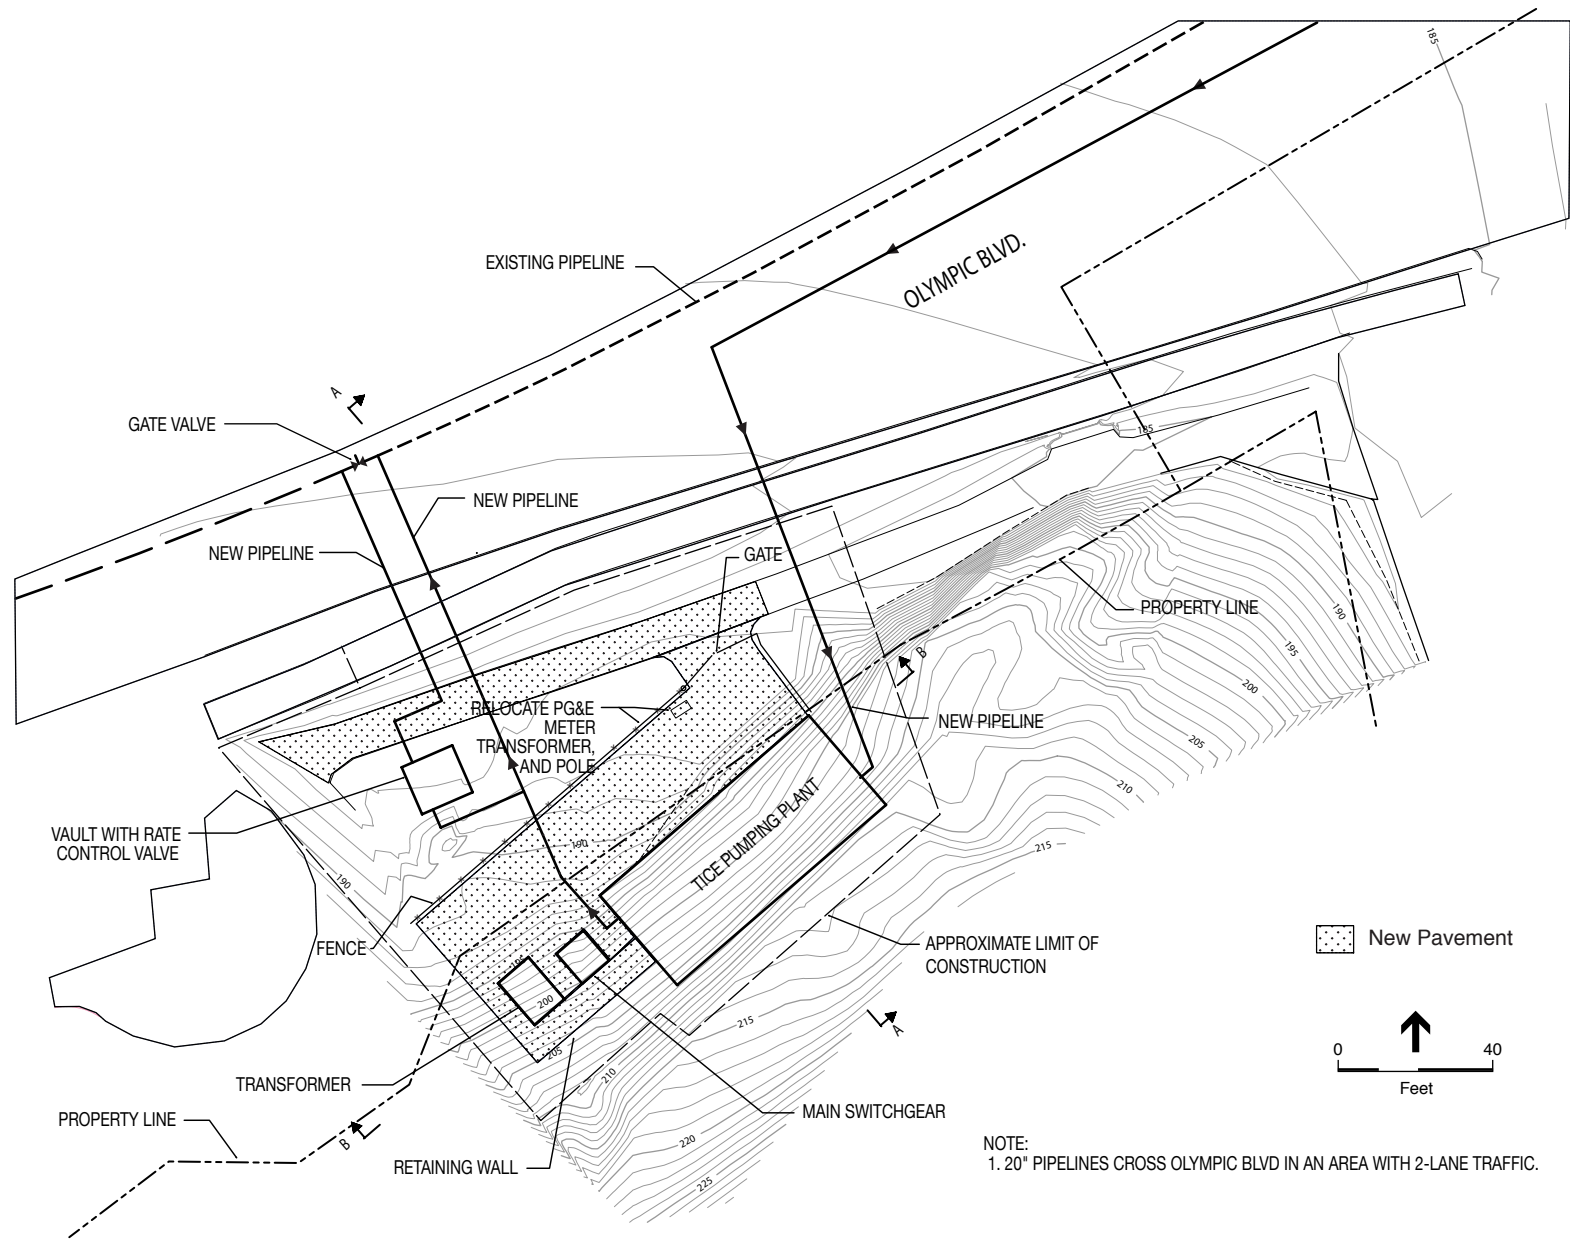 185
EXISTING PIPELINE
OLYMPIC BLVD.
A
GATE VALVE
185
NEW PIPELINE
NEW PIPELINE
GATE
PROPERTY LINE
190
B
195
200
RELOCATE PG&E
METER
TRANSFORMER,
AND POLE
NEW PIPELINE
205
210
TICE PUMPING PLANT
VAULT WITH RATE
CONTROL VALVE
190
215
190
FENCE
APPROXIMATE LIMIT OF
CONSTRUCTION
New Pavement
195
200
215
A
205
210
0 40
Feet
TRANSFORMER
MAIN SWITCHGEAR
PROPERTY LINE
B
220
RETAINING WALL
225
NOTE:
1. 20" PIPELINES CROSS OLYMPIC BLVD IN AN AREA WITH 2-LANE TRAFFIC.